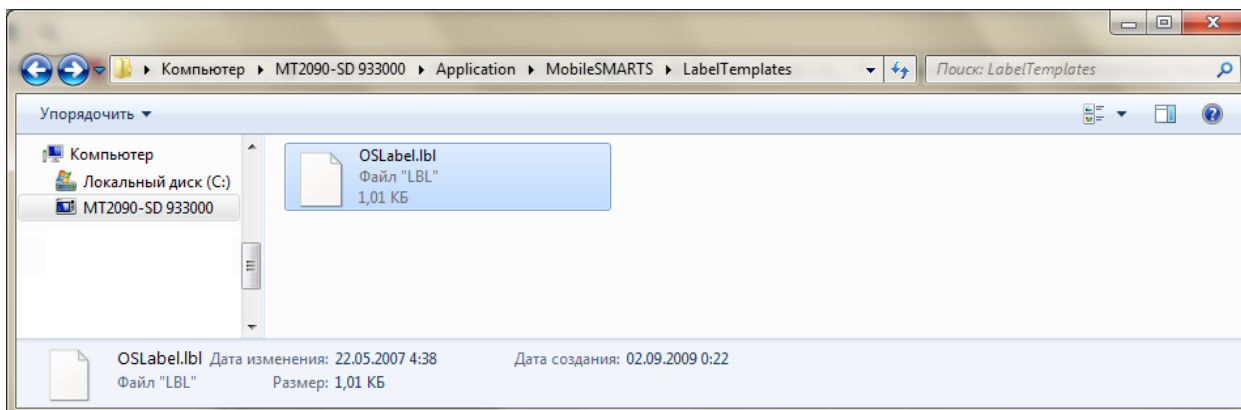 Компьютер MT2090-SD 933000 Application MobileSMARTS LabelTemplates Поиск: LabelTemplates
Упорядочить
Компьютер
Локальный диск (C:)
MT2090-SD 933000
OSLabel.lbl
Файл "LBL"
1,01 КБ
OSLabel.lbl Дата изменения: 22.05.2007 4:38 Дата создания: 02.09.2009 0:22
Файл "LBL" Размер: 1,01 КБ